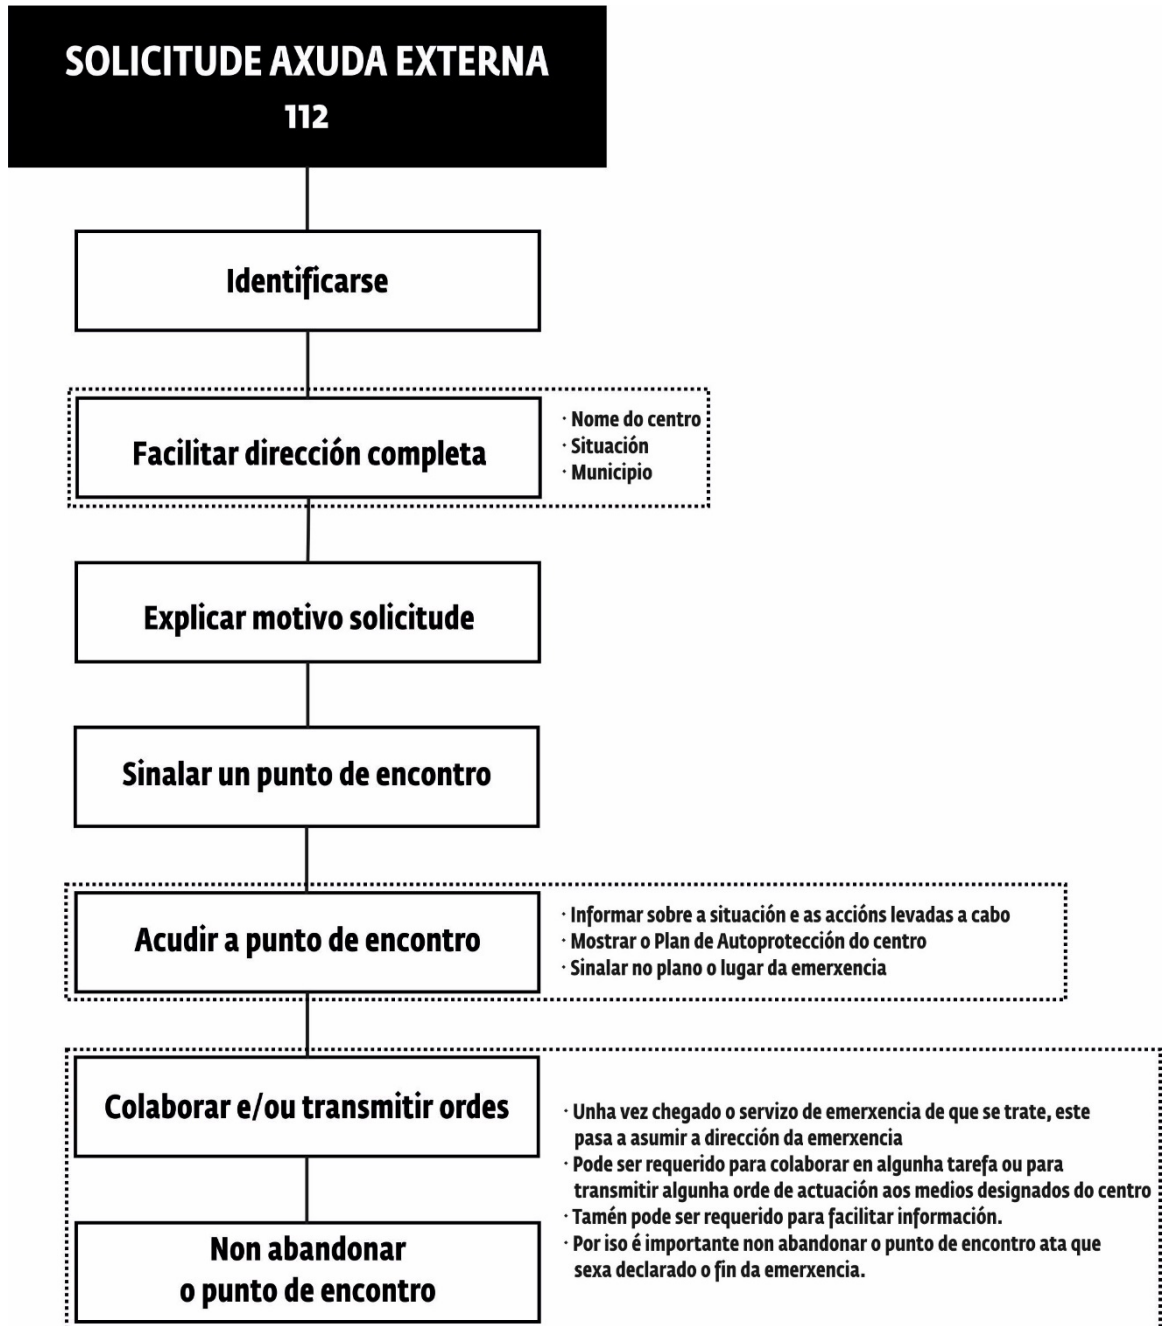 SOLICITUDE AXUDA EXTERNA
112
Identificarse
Facilitar dirección completa
· Nome do centro
· Situación
· Municipio
Explicar motivo solicitude
Sinalar un punto de encontro
Acudir a punto de encontro
· Informar sobre a situación e as accións levadas a cabo
· Mostrar o Plan de Autoprotección do centro
· Sinalar no plano o lugar da emerxencia
Colaborar e/ou transmitir ordes
Non abandonar
o punto de encontro
· Unha vez chegado o servizo de emerxencia de que se trate, este
pasa a asumir a dirección da emerxencia
· Pode ser requerido para colaborar en algunha tarefa ou para
transmitir algunha orde de actuación aos medios designados do centro
· Tamén pode ser requerido para facilitar información.
· Por iso é importante non abandonar o punto de encontro ata que
sexa declarado o fin da emerxencia.